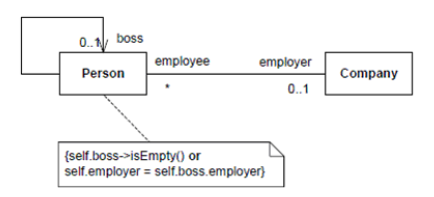 0..1
boss
Person
employee
employer
Company
*
0..1
{self.boss->isEmpty() or
self.employer = self.boss.employer}